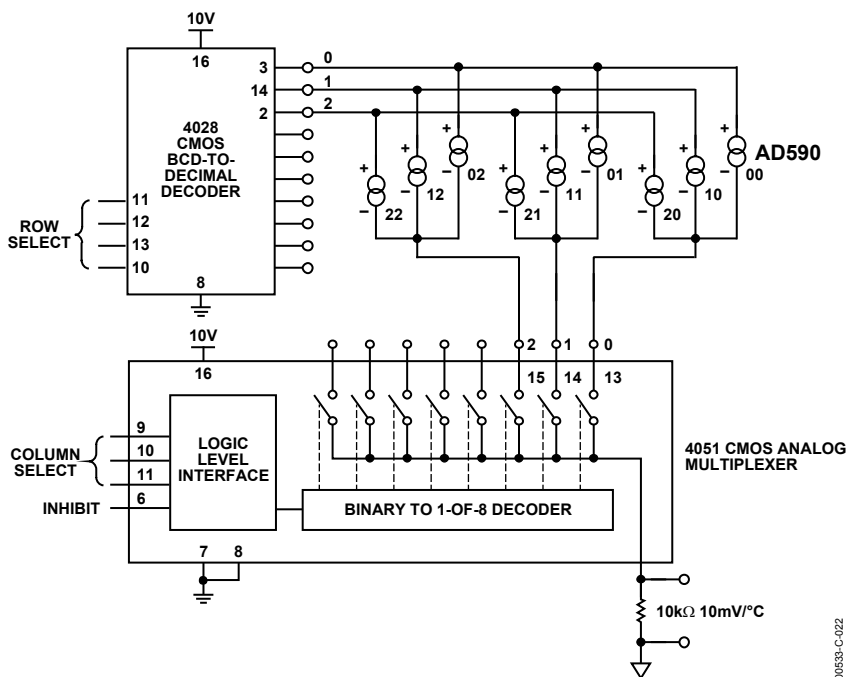 10V
16
4028
CMOS
BCD-TO-
DECIMAL
DECODER
3
14
2
0
1
2
11
12
13
10
ROW
SELECT
8
+
+
+
+
+
+
+
+
+
–
–
–
–
–
–
–
–
–
22
12
02
21
11
01
20
10
00
AD590
10V
16
2
1
0
15
14
13
9
10
11
6
COLUMN
SELECT
INHIBIT
LOGIC
LEVEL
INTERFACE
BINARY TO 1-OF-8 DECODER
4051 CMOS ANALOG
MULTIPLEXER
7
8
10kΩ 10mV/°C
00533-C-022